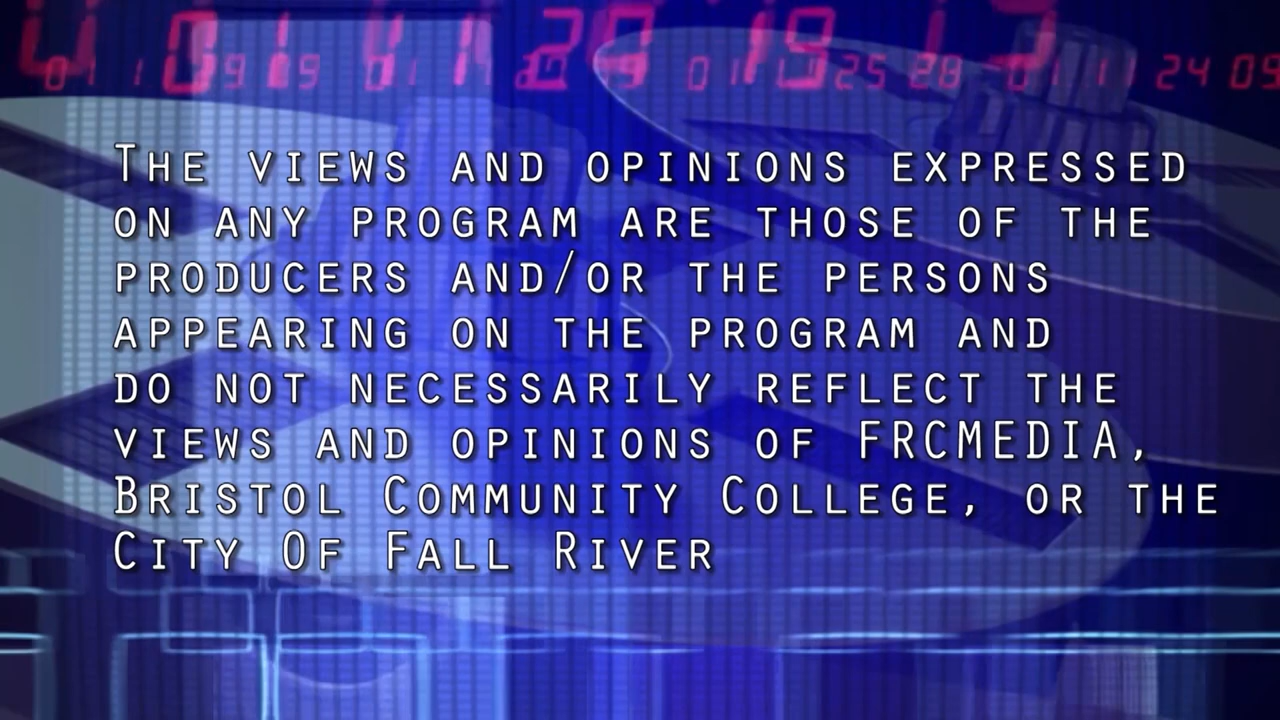 The views and opinions expressed
on any program are those of the
producers and/or the persons
appearing on the program and
do not necessarily reflect the
views and opinions of FRCMEDIA,
Bristol Community College, or the
City Of Fall River